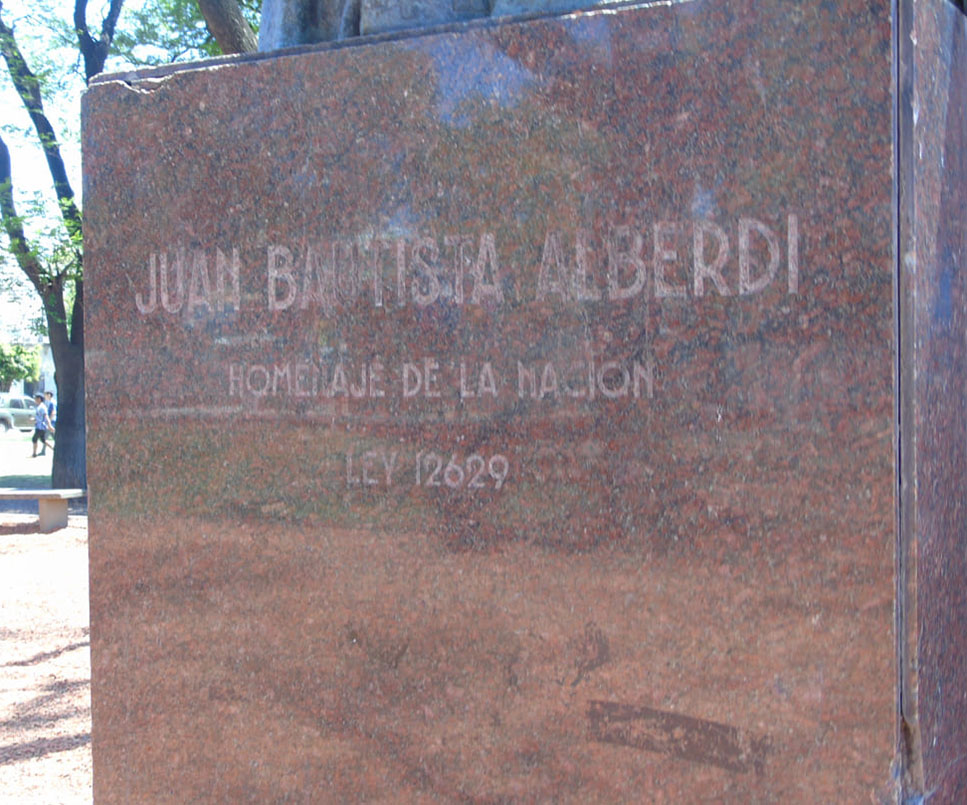 JUAN BAUTISTA ALBERDI
HOMENAJE DE LA NACION
LEY 12629